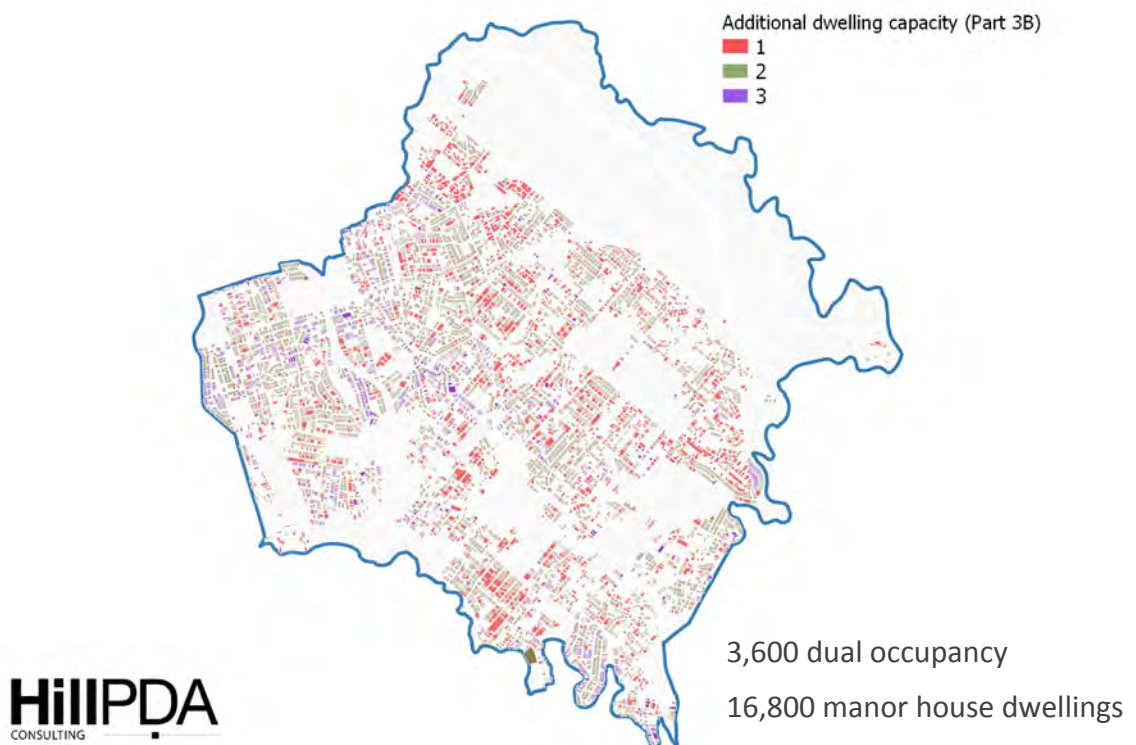 Additional dwelling capacity (Part 3B)
1
2
3
3,600 dual occupancy
16,800 manor house dwellings
HillPDA
CONSULTING